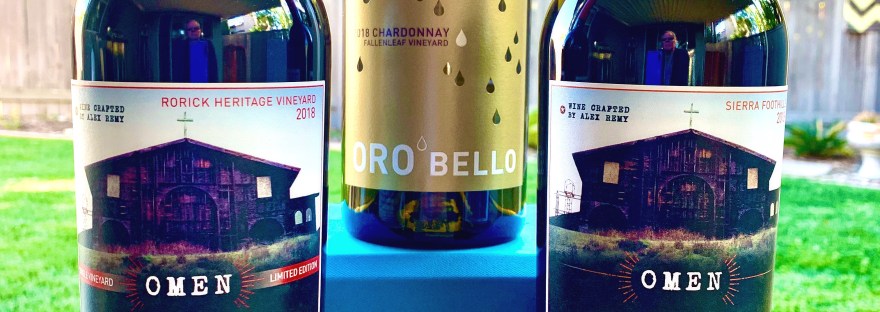 WINE CRAFTED
BY ALEX REMY
RORICK HERITAGE VINEYARD
2018
VINEYARD
LIMITED EDITION
OMEN
2018 CHARDONNAY
FALLENLEAF VINEYARD
ORO BELLO
WINE CRAFTED
BY ALEX REMY
SIERRA FOOTHILL
OMEN